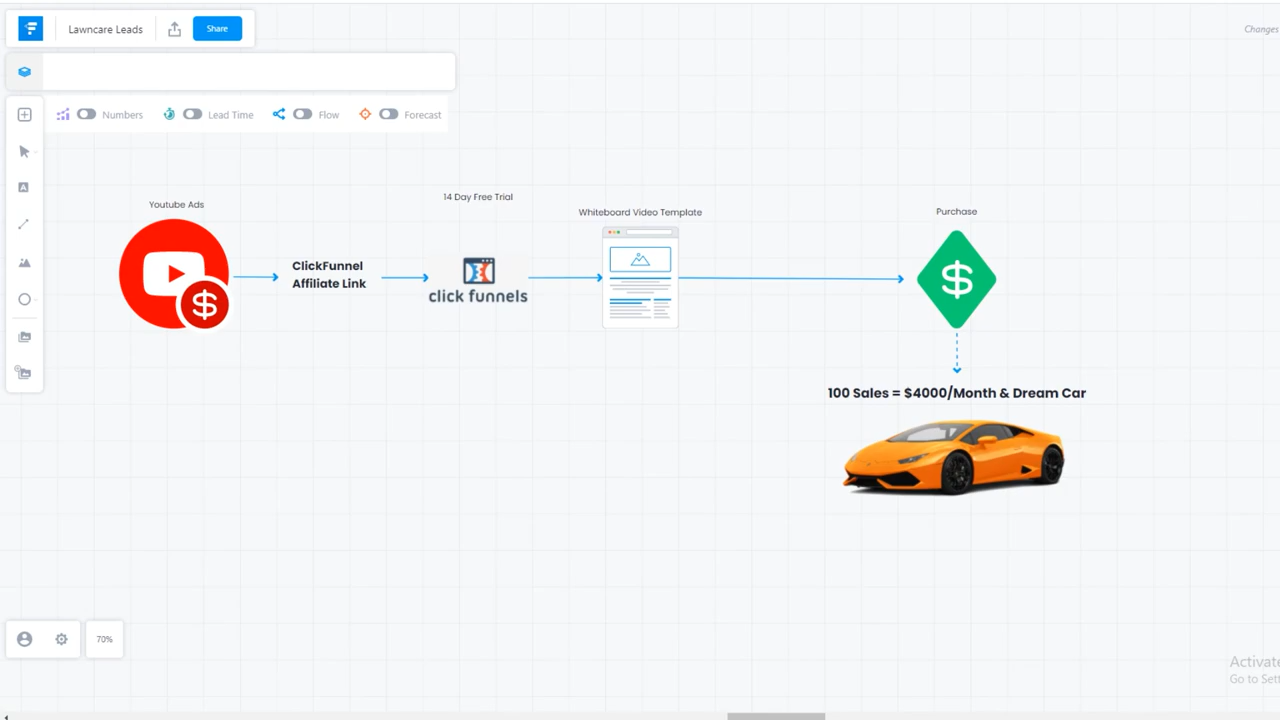 Lawncare Leads
Share
Changes
Numbers
Lead Time
Flow
Forecast
Youtube Ads
14 Day Free Trial
Whiteboard Video Template
Purchase
ClickFunnel
Affiliate Link
click funnels
100 Sales = $4000/Month & Dream Car
70%
Activate
Go to Sett